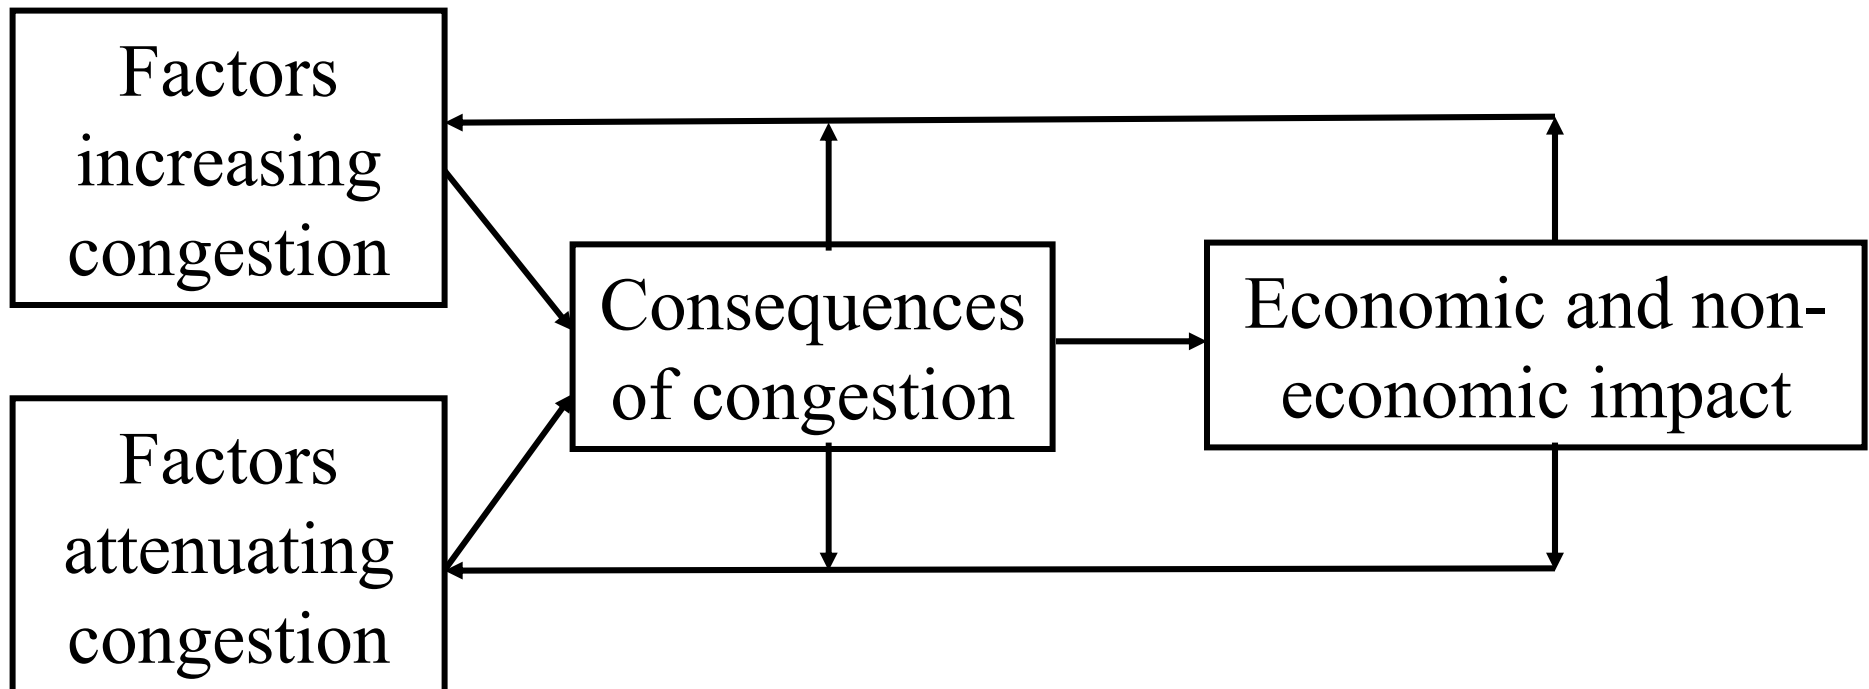 Factors
increasing
congestion
Consequences
of congestion
Economic and non-
economic impact
Factors
attenuating
congestion